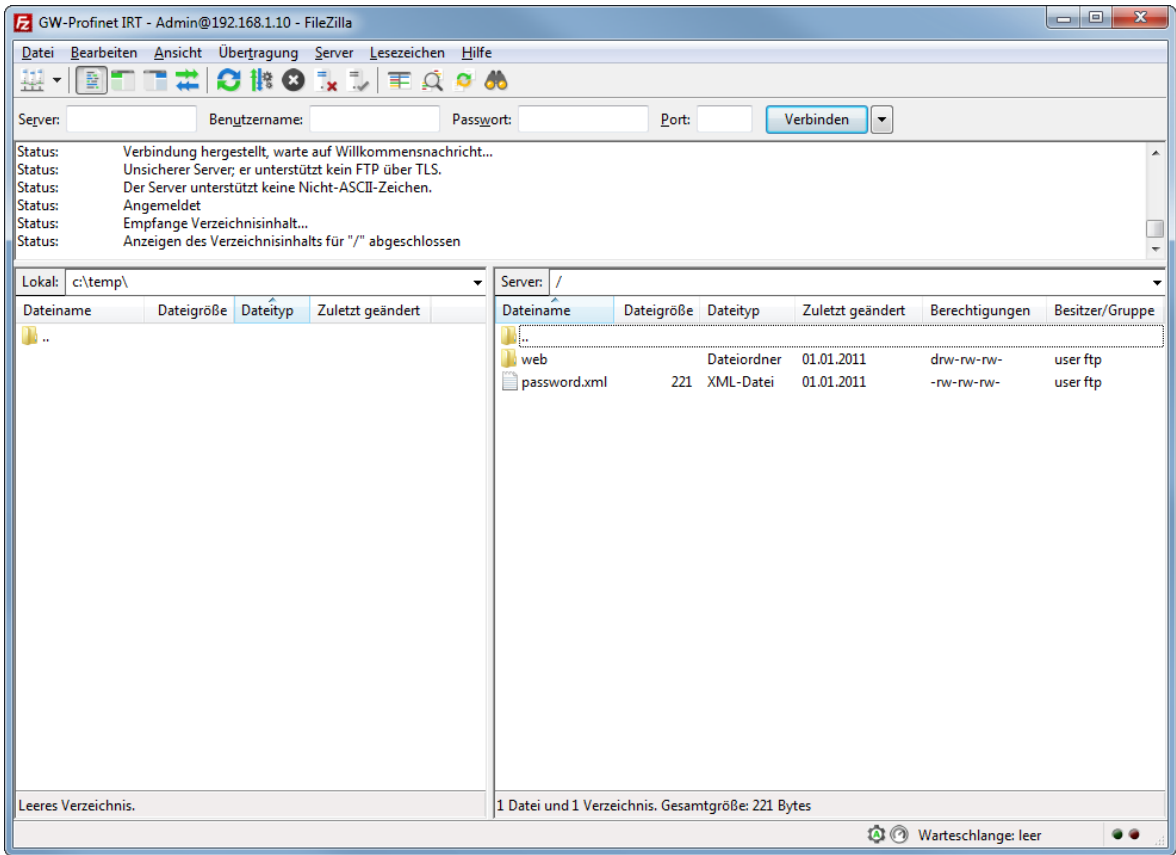 GW-Profinet IRT - Admin@192.168.1.10 - FileZilla
Datei Bearbeiten Ansicht Übertragung Server Lesezeichen Hilfe
Server: Benutzername: Passwort: Port: Verbinden
Status: Verbindung hergestellt, warte auf Willkommensnachricht...
Status: Unsicherer Server; er unterstützt kein FTP über TLS.
Status: Der Server unterstützt keine Nicht-ASCII-Zeichen.
Status: Angemeldet
Status: Empfange Verzeichnisinhalt...
Status: Anzeigen des Verzeichnisinhalts für "/" abgeschlossen
Lokal: c:\temp\
Dateiname Dateigröße Dateityp Zuletzt geändert
..
Leeres Verzeichnis.
Server: /
Dateiname Dateigröße Dateityp Zuletzt geändert Berechtigungen Besitzer/Gruppe
..
web Dateiordner 01.01.2011 drw-rw-rw- user ftp
password.xml 221 XML-Datei 01.01.2011 -rw-rw-rw- user ftp
1 Datei und 1 Verzeichnis. Gesamtgröße: 221 Bytes
Warteschlange: leer